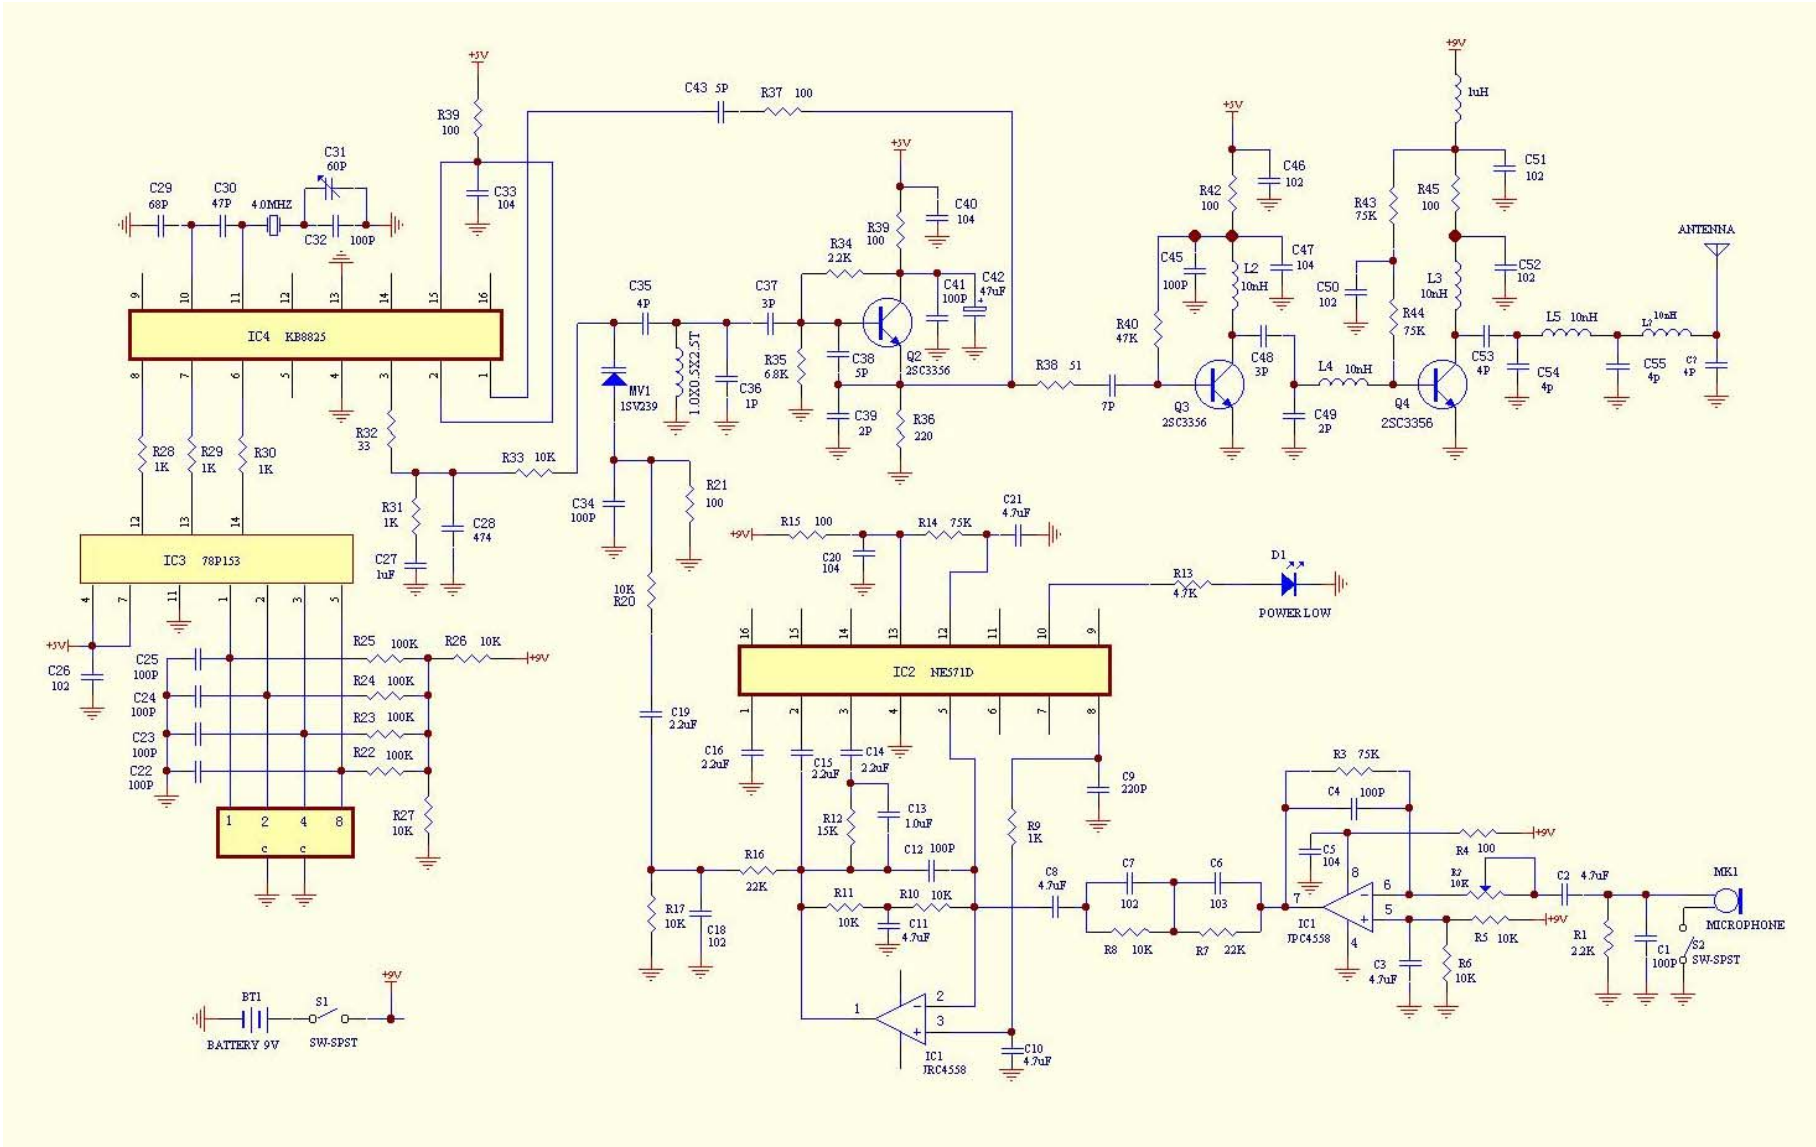 +5V
R39
100
C33
104
C31
60P
C29
68P
C30
47P
4.0MHZ
C32
100P
9
10
11
12
13
14
15
16
IC4 KB8825
8
7
6
5
4
3
2
1
R28
1K
R29
1K
R30
1K
R32
33
R31
1K
C27
1uF
C28
474
R33 10K
C43 5P
R37 100
C35
4P
MV1
1SV239
1.0X0.5X2.5T
C36
1P
C37
3P
R34
2.2K
R35
6.8K
C38
5P
C39
2P
+5V
C40
104
R39
100
C41
100P
C42
47uF
+
Q2
2SC3356
R36
220
R38 51
7P
+5V
C46
102
R42
100
C45
100P
C47
104
L2
10nH
R40
47K
Q3
2SC3356
C48
3P
C49
2P
L4 10nH
+9V
1uH
C51
102
R43
75K
R45
100
C50
102
R44
75K
L3
10nH
C52
102
Q4
2SC3356
C53
4P
C54
4p
L5 10nH
C55
4p
L? 10nH
C?
4P
ANTENNA
12
13
14
IC3 78P153
4
7
11
1
2
3
5
+5V
C26
102
C25
100P
C24
100P
C23
100P
C22
100P
R25 100K
R24 100K
R23 100K
R22 100K
R26 10K
+9V
R27
10K
1
2
4
8
c
c
C34
100P
R21
100
10K
R20
C19
2.2uF
+9V
R15 100
C20
104
R14 75K
C21
4.7uF
R13
4.7K
D1
POWER LOW
16
15
14
13
12
11
10
9
IC2 NE571D
1
2
3
4
5
6
7
8
C16
2.2uF
C15
2.2uF
C14
2.2uF
R12
15K
C13
1.0uF
C12 100P
R16
22K
R17
10K
C18
102
R11
10K
R10 10K
C11
4.7uF
1
2
3
-
+
IC1
JRC4558
C10
4.7uF
R9
1K
C9
220P
C8
4.7uF
C7
102
C6
103
R8 10K
R7 22K
R3 75K
C4 100P
C5
104
R4 100
+9V
7
8
6
5
4
-
+
IC1
JPC4558
R?
10K
C2 4.7uF
R5 10K
+9V
C3
4.7uF
R6
10K
R1
2.2K
C1
100P
S2
SW-SPST
MK1
MICROPHONE
BT1
BATTERY 9V
S1
SW-SPST
+9V